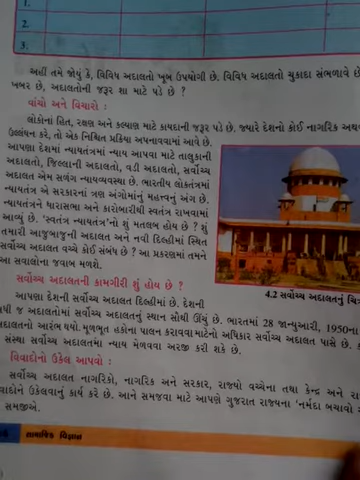 1.
2.
3.
અહીં તમે જોયું કે, વિવિધ અદાલતો ખૂબ ઉપયોગી છે. વિવિધ અદાલતો ચુકાદા સંભળાવે છે
ખબર છે, અદાલતોની જરૂર શા માટે પડે છે ?
વાંચો અને વિચારો :
લોકોનાં હિત, રક્ષણ અને કલ્યાણ માટે કાયદાની જરૂર પડે છે. જ્યારે દેશનો કોઈ નાગરિક અથવા
ઉલ્લંઘન કરે, તો એક નિશ્ચિત પ્રક્રિયા અપનાવવામાં આવે છે.
આપણા દેશમાં ન્યાયતંત્રમાં ન્યાય આપવા માટે તાલુકાની
અદાલતો, જિલ્લાની અદાલતો, વડી અદાલતો, સર્વોચ્ચ
અદાલત એમ સળંગ ન્યાયવ્યવસ્થા છે. ભારતીય લોકતંત્રમાં
ન્યાયતંત્ર એ સરકારનાં ત્રણ અંગોમાંનું મહત્ત્વનું અંગ છે.
ન્યાયતંત્રને ધારાસભા અને કારોબારીથી સ્વતંત્ર રાખવામાં
આવ્યું છે. 'સ્વતંત્ર ન્યાયતંત્ર'નો શું મતલબ હોય છે ? શું
તમારી આજુબાજુની અદાલત અને નવી દિલ્હીમાં સ્થિત
સર્વોચ્ચ અદાલત વચ્ચે કોઈ સંબંધ છે ? આ પ્રકરણમાં તમને
આ સવાલોના જવાબ મળશે.
4.2 સર્વોચ્ચ અદાલતનું ચિત્ર
સર્વોચ્ચ અદાલતની કામગીરી શું હોય છે ?
આપણા દેશની સર્વોચ્ચ અદાલત દિલ્હીમાં છે. દેશની
બધી જ અદાલતોમાં સર્વોચ્ચ અદાલતનું સ્થાન સૌથી ઊંચું છે. ભારતમાં 28 જાન્યુઆરી, 1950ના
અદાલતનો આરંભ થયો. મૂળભૂત હકોના પાલન કરાવવા માટેનો અધિકાર સર્વોચ્ચ અદાલત પાસે છે.
સંસ્થા સર્વોચ્ચ અદાલતમાં ન્યાય મેળવવા અરજી કરી શકે છે.
વિવાદોનો ઉકેલ આપવો :
સર્વોચ્ચ અદાલત નાગરિકો, નાગરિક અને સરકાર, રાજ્યો વચ્ચેના તથા કેન્દ્ર અને
વિવાદોને ઉકેલવાનું કાર્ય કરે છે. આને સમજવા માટે આપણે ગુજરાત રાજ્યના 'નર્મદા બચાવો
સમજીએ.
સામાજિક વિજ્ઞાન